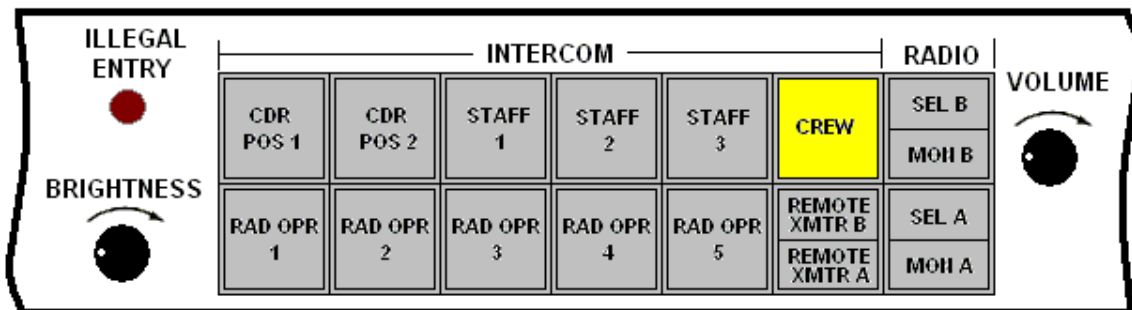 ILLEGAL
ENTRY
INTERCOM
RADIO
VOLUME
BRIGHTNESS
CDR
POS 1
CDR
POS 2
STAFF
1
STAFF
2
STAFF
3
CREW
SEL B
MON B
RAD OPR
1
RAD OPR
2
RAD OPR
3
RAD OPR
4
RAD OPR
5
REMOTE
XMTR B
REMOTE
XMTR A
SEL A
MON A